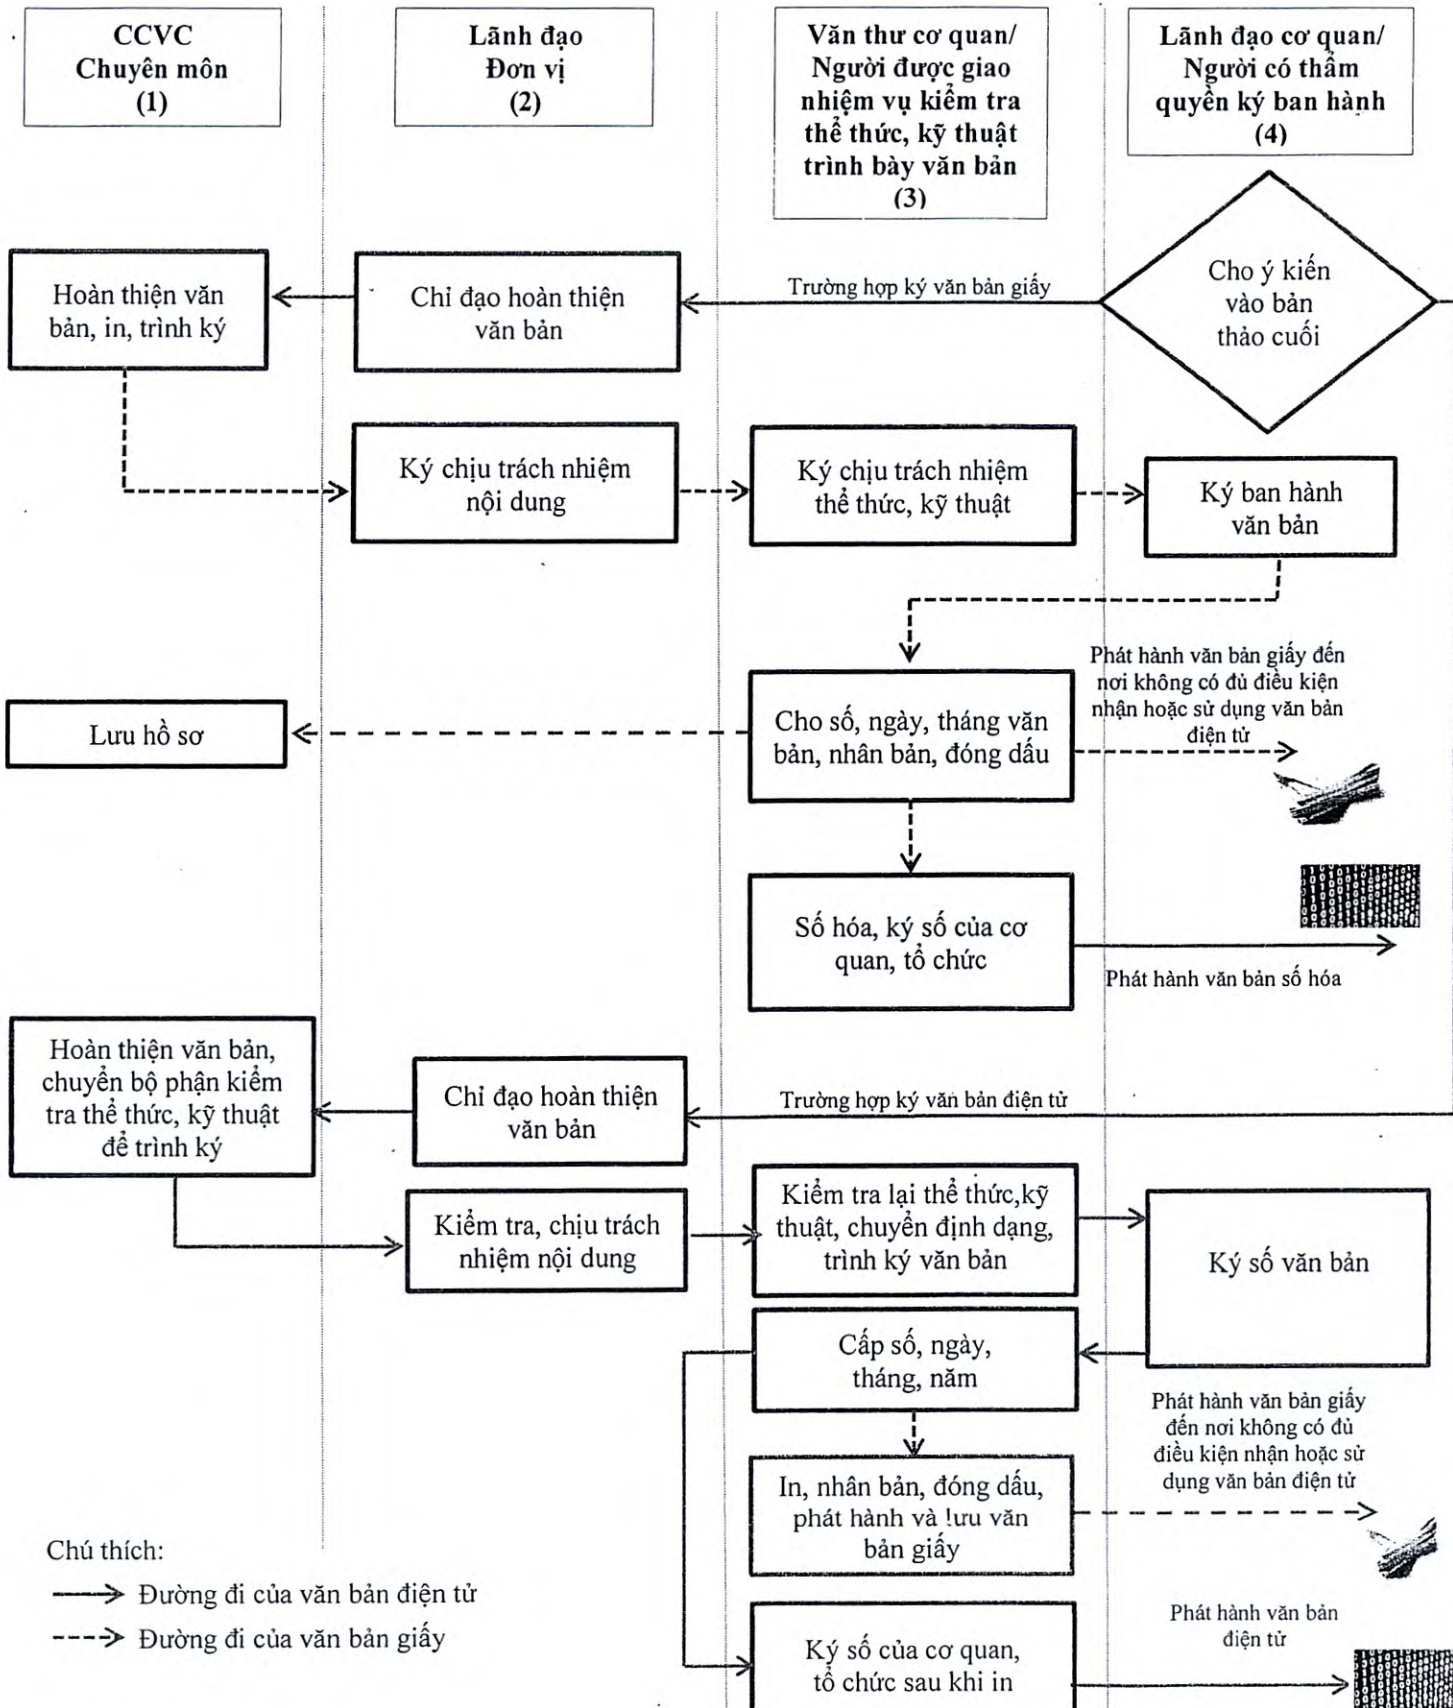 CCVC
Chuyên môn
(1)
Lãnh đạo
Đơn vị
(2)
Văn thư cơ quan/
Người được giao
nhiệm vụ kiểm tra
thể thức, kỹ thuật
trình bày văn bản
(3)
Lãnh đạo cơ quan/
Người có thẩm
quyền ký ban hành
(4)
Hoàn thiện văn
bản, in, trình ký
Chỉ đạo hoàn thiện
văn bản
Trường hợp ký văn bản giấy
Cho ý kiến
vào bản
thảo cuối
Ký chịu trách nhiệm
nội dung
Ký chịu trách nhiệm
thể thức, kỹ thuật
Ký ban hành
văn bản
Lưu hồ sơ
Cho số, ngày, tháng văn
bản, nhân bản, đóng dấu
Phát hành văn bản giấy đến
nơi không có đủ điều kiện
nhận hoặc sử dụng văn bản
điện tử
Số hóa, ký số của cơ
quan, tổ chức
Phát hành văn bản số hóa
Hoàn thiện văn bản,
chuyển bộ phận kiểm
tra thể thức, kỹ thuật
để trình ký
Chỉ đạo hoàn thiện
văn bản
Trường hợp ký văn bản điện tử
Kiểm tra, chịu trách
nhiệm nội dung
Kiểm tra lại thể thức,kỹ
thuật, chuyển định dạng,
trình ký văn bản
Ký số văn bản
Cấp số, ngày,
tháng, năm
In, nhân bản, đóng dấu,
phát hành và lưu văn
bản giấy
Phát hành văn bản giấy
đến nơi không có đủ
điều kiện nhận hoặc sử
dụng văn bản điện tử
Chú thích:
Đường đi của văn bản điện tử
Đường đi của văn bản giấy
Ký số của cơ quan,
tổ chức sau khi in
Phát hành văn bản
điện tử